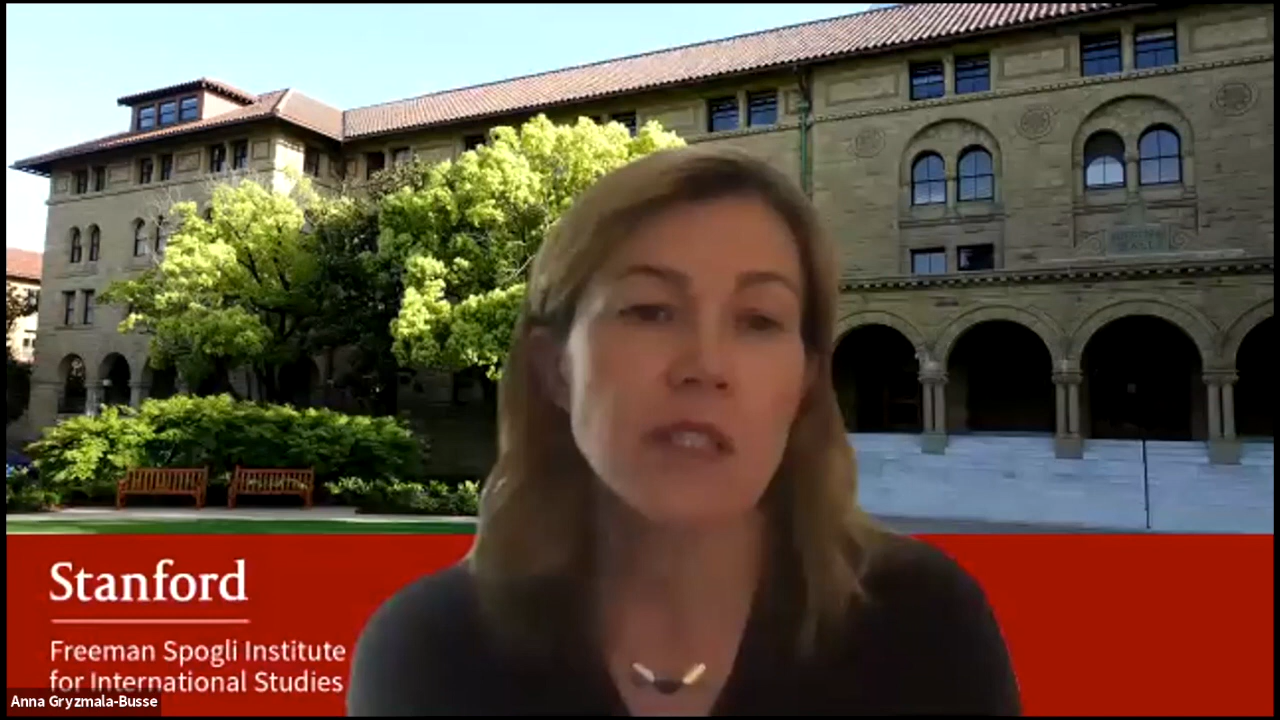 Stanford
Freeman Spogli Institute
for International Studies
Anna Gryzmala-Busse